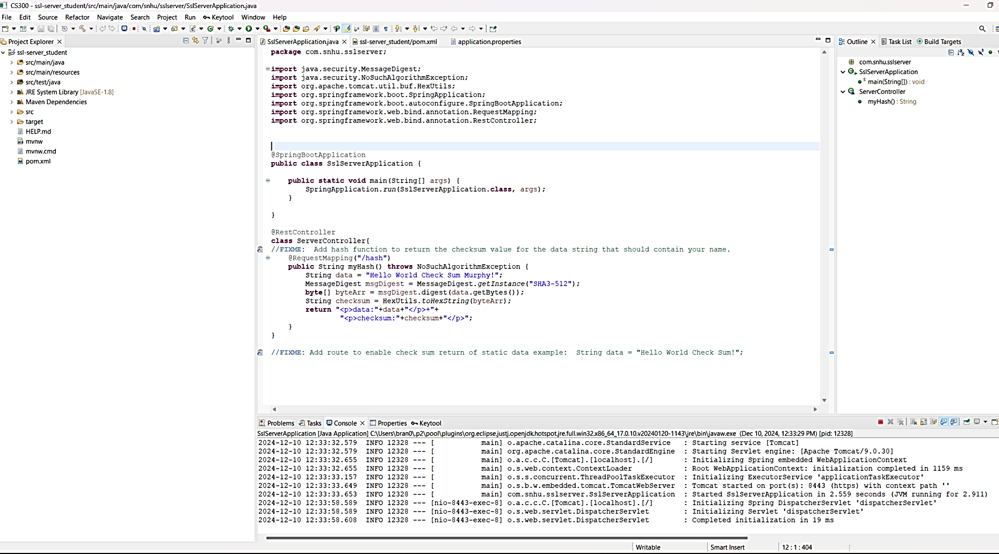 CS300 - ssl-server_student/src/main/java/com/snhu/sslserver/SslServerApplication.java
File Edit Source Refactor Navigate Search Project Run Keytool Window Help
Project Explorer
ssl-server_student
src/main/java
src/main/resources
src/test/java
JRE System Library [JavaSE-1.8]
Maven Dependencies
src
target
HELP.md
mvnw
mvnw.cmd
pom.xml
SslServerApplication.java ssl-server_student/pom.xml application.properties
package com.snhu.sslserver;
import java.security.MessageDigest;
import java.security.NoSuchAlgorithmException;
import org.apache.tomcat.util.buf.HexUtils;
import org.springframework.boot.SpringApplication;
import org.springframework.boot.autoconfigure.SpringBootApplication;
import org.springframework.web.bind.annotation.RequestMapping;
import org.springframework.web.bind.annotation.RestController;
@SpringBootApplication
public class SslServerApplication {
public static void main(String[] args) {
SpringApplication.run(SslServerApplication.class, args);
}
}
@RestController
class ServerController{
//FIXME:  Add hash function to return the checksum value for the data string that should contain your name.
@RequestMapping("/hash")
public String myHash() throws NoSuchAlgorithmException {
String data = "Hello World Check Sum Murphy!";
MessageDigest msgDigest = MessageDigest.getInstance("SHA3-512");
byte[] byteArr = msgDigest.digest(data.getBytes());
String checksum = HexUtils.toHexString(byteArr);
return "<p>data:"+data+"</p>+"+
"<p>checksum:"+checksum+"</p>";
}
}
//FIXME: Add route to enable check sum return of static data example:  String data = "Hello World Check Sum!";
Outline Task List Build Targets
com.snhu.sslserver
SslServerApplication
main(String[]) : void
ServerController
myHash() : String
Problems Tasks Console Properties Keytool
SslServerApplication [Java Application] C:\Users\bran0\.p2\pool\plugins\org.eclipse.justj.openjdk.hotspot.jre.full.win32.x86_64_17.0.10.v20240120-1143\jre\bin\javaw.exe (Dec 10, 2024, 12:33:29 PM) [pid: 12328]
2024-12-10 12:33:32.579  INFO 12328 --- [           main] o.apache.catalina.core.StandardService   : Starting service [Tomcat]
2024-12-10 12:33:32.579  INFO 12328 --- [           main] org.apache.catalina.core.StandardEngine  : Starting Servlet engine: [Apache Tomcat/9.0.30]
2024-12-10 12:33:32.655  INFO 12328 --- [           main] o.a.c.c.C.[Tomcat].[localhost].[/]       : Initializing Spring embedded WebApplicationContext
2024-12-10 12:33:32.655  INFO 12328 --- [           main] o.s.web.context.ContextLoader            : Root WebApplicationContext: initialization completed in 1159 ms
2024-12-10 12:33:33.157  INFO 12328 --- [           main] o.s.s.concurrent.ThreadPoolTaskExecutor  : Initializing ExecutorService 'applicationTaskExecutor'
2024-12-10 12:33:33.649  INFO 12328 --- [           main] o.s.b.w.embedded.tomcat.TomcatWebServer  : Tomcat started on port(s): 8443 (https) with context path ''
2024-12-10 12:33:33.653  INFO 12328 --- [           main] com.snhu.sslserver.SslServerApplication  : Started SslServerApplication in 2.559 seconds (JVM running for 2.911)
2024-12-10 12:33:58.589  INFO 12328 --- [nio-8443-exec-8] o.a.c.c.C.[Tomcat].[localhost].[/]       : Initializing Spring DispatcherServlet 'dispatcherServlet'
2024-12-10 12:33:58.589  INFO 12328 --- [nio-8443-exec-8] o.s.web.servlet.DispatcherServlet        : Initializing Servlet 'dispatcherServlet'
2024-12-10 12:33:58.608  INFO 12328 --- [nio-8443-exec-8] o.s.web.servlet.DispatcherServlet        : Completed initialization in 19 ms
Writable Smart Insert 12 : 1 : 404